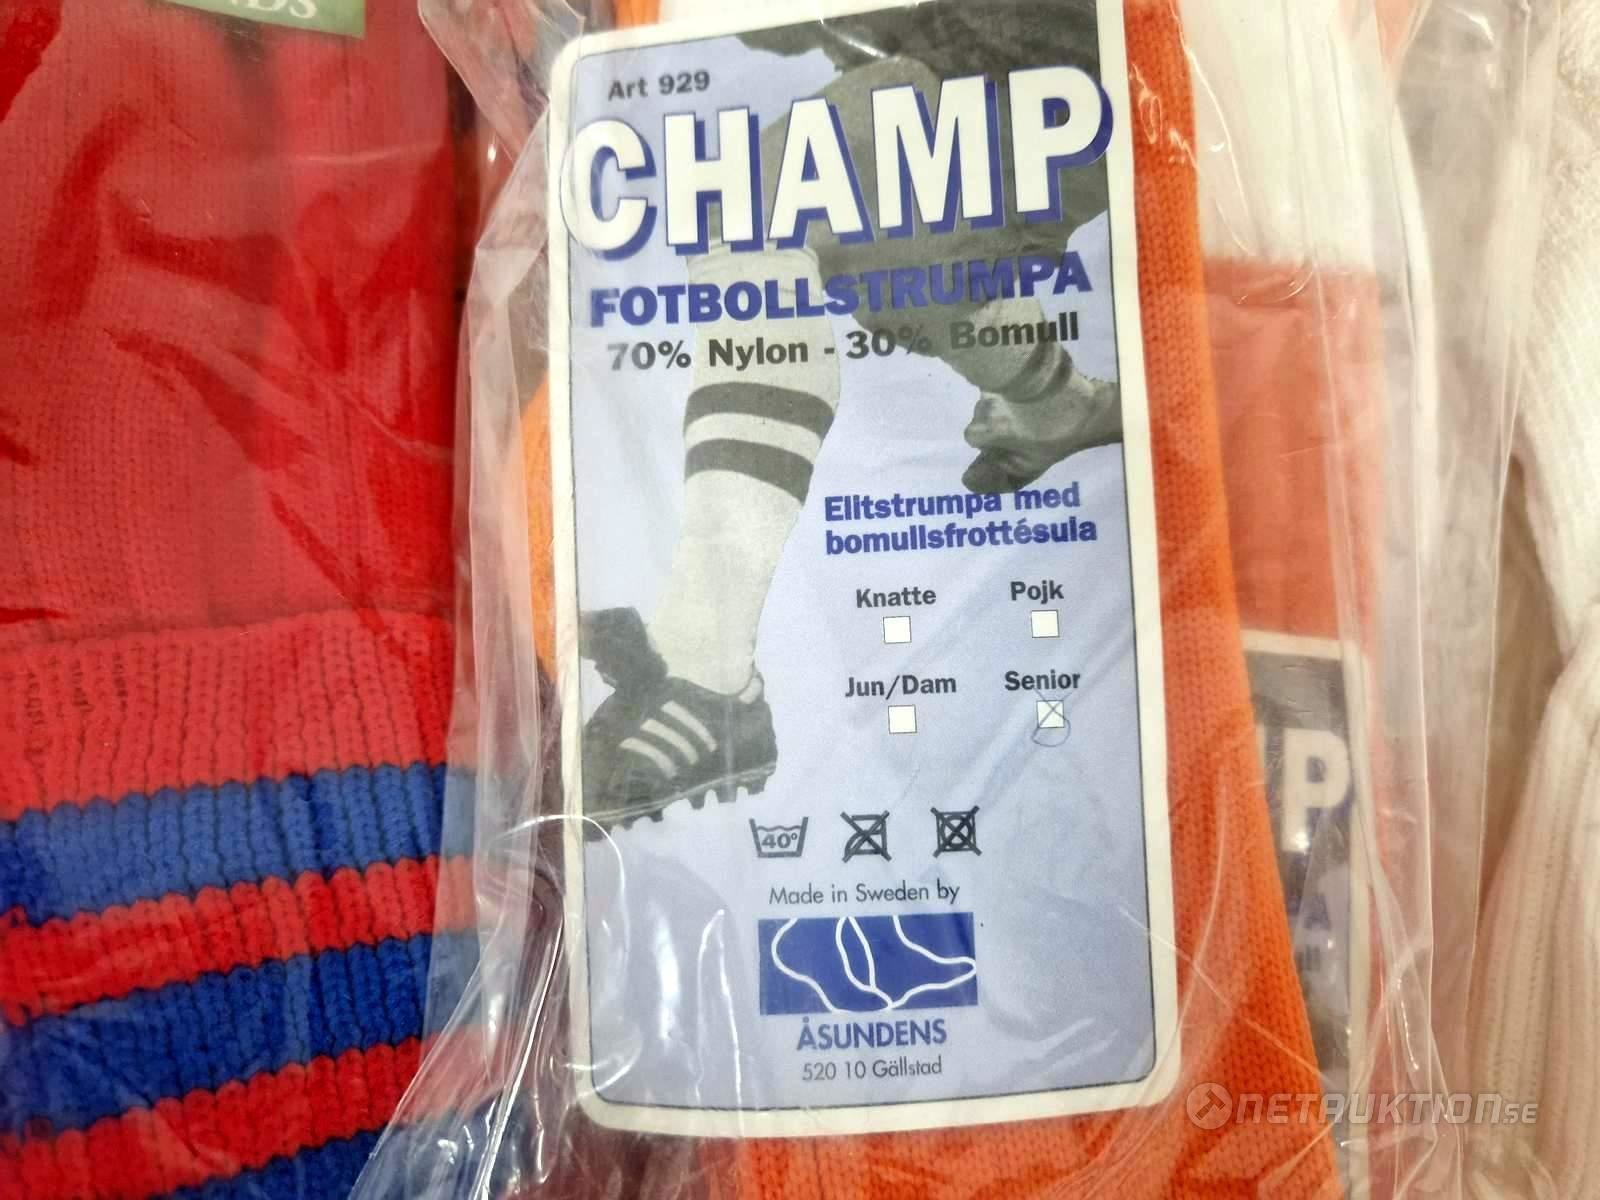 Art 929
CHAMP
FOTBOLLSTRUMPA
70% Nylon - 30% Bomull
Elitstrumpa med
bomullsfrottésula
Knatte Pojk
Jun/Dam Senior
40°
Made in Sweden by
ÅSUNDENS
520 10 Gällstad
P
A
NETAUKTION.SE